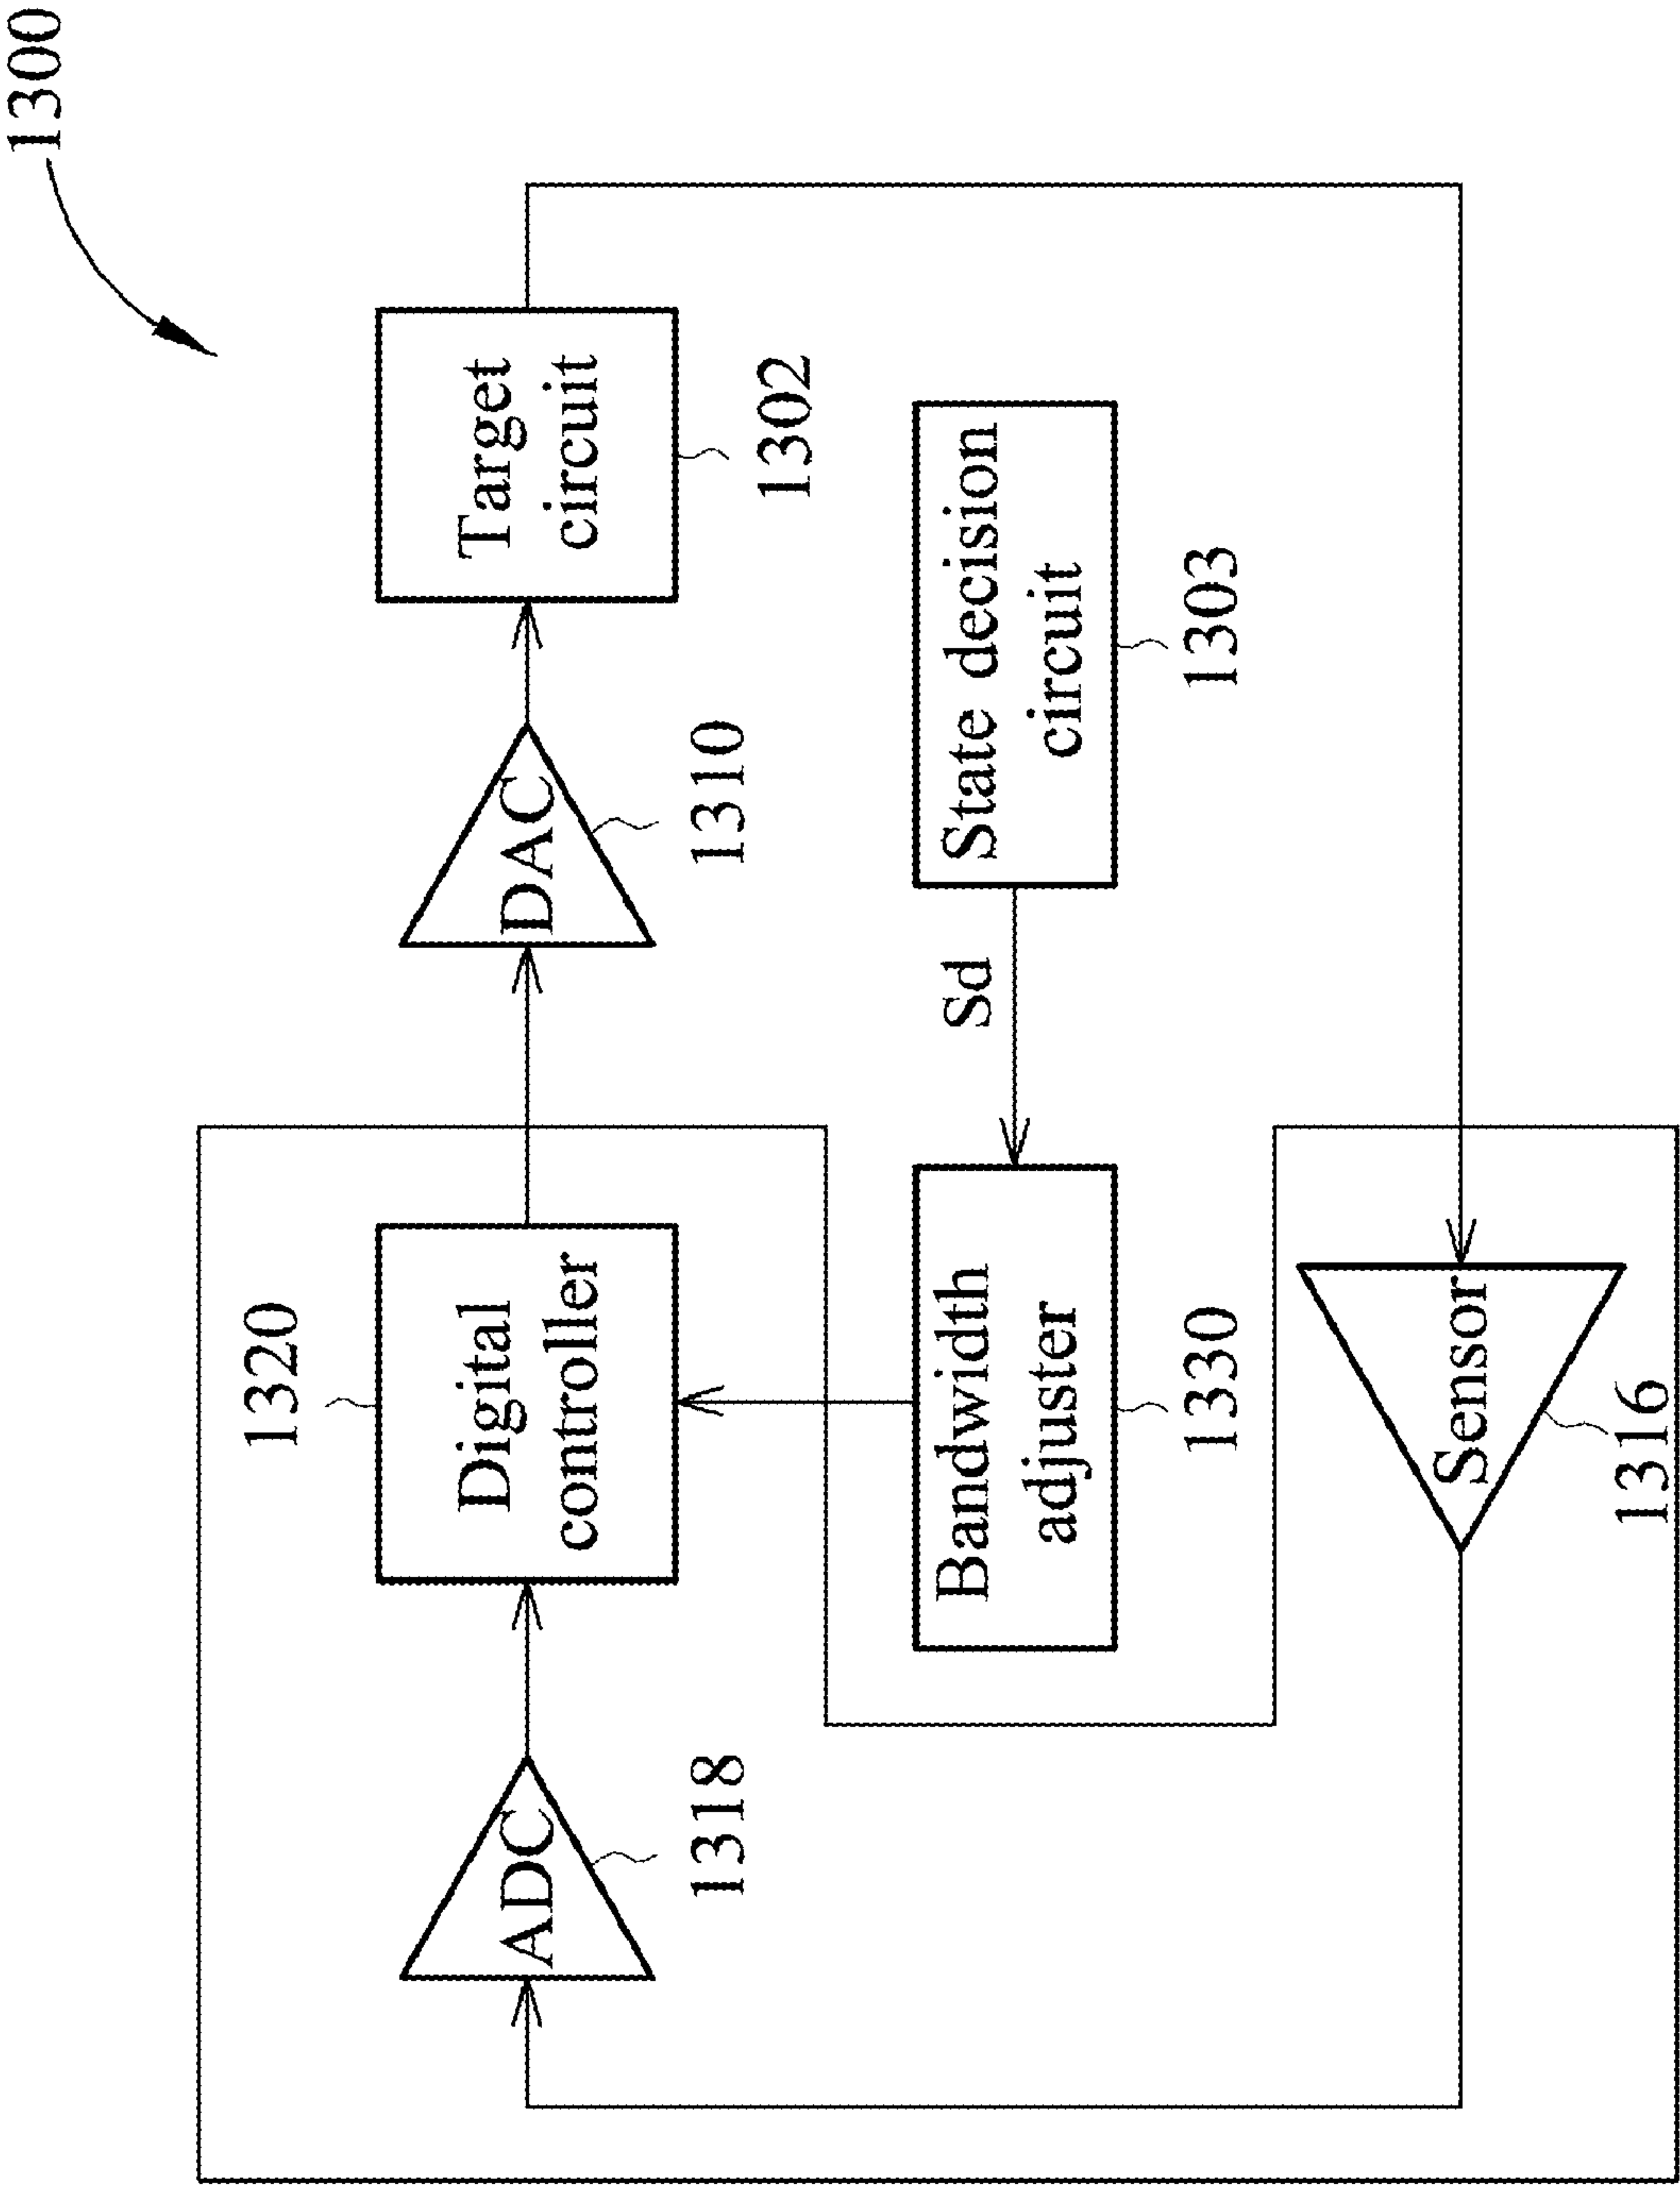 1300
1320
ADC
1318
Digital
controller
DAC
1310
Target
circuit
1302
Bandwidth
adjuster
1330
Sd
State decision
circuit
1303
Sensor
1316